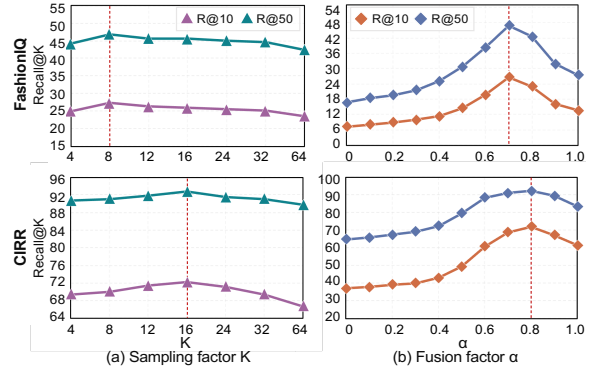 FashionIQ
Recall@K
55
50
45
40
35
30
25
20
15
R@10 R@50
4 8 12 16 24 32 64
54
48
42
36
30
24
18
12
6
0
R@10 R@50
0 0.2 0.4 0.6 0.8 1.0
CIRR
Recall@K
96
92
88
84
80
76
72
68
64
4 8 12 16 24 32 64
K
100
90
80
70
60
50
40
30
20
0 0.2 0.4 0.6 0.8 1.0
α
(a) Sampling factor K
(b) Fusion factor α